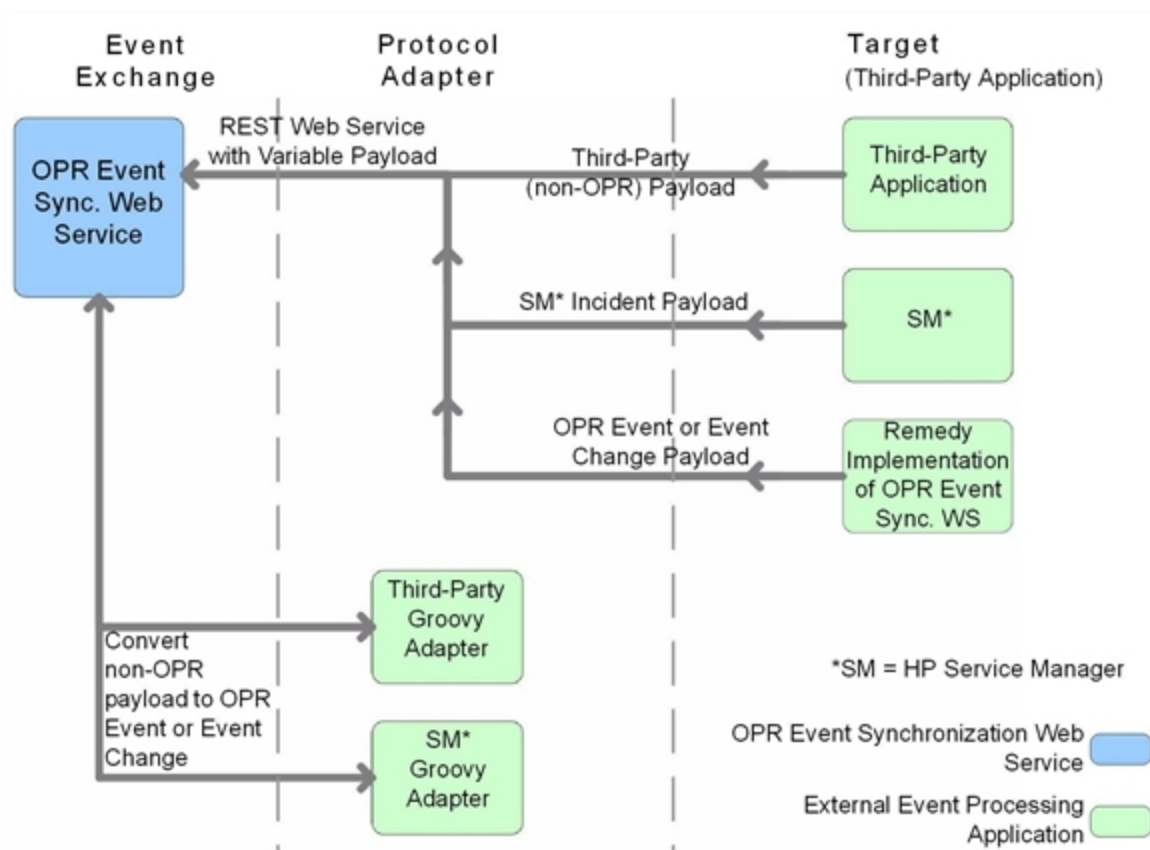 Event
Exchange
Protocol
Adapter
Target
(Third-Party Application)
OPR Event
Sync. Web
Service
REST Web Service
with Variable Payload
Third-Party
(non-OPR) Payload
Third-Party
Application
SM* Incident Payload
SM*
OPR Event or Event
Change Payload
Remedy
Implementation
of OPR Event
Sync. WS
Third-Party
Groovy
Adapter
Convert
non-OPR
payload to OPR
Event or Event
Change
SM*
Groovy
Adapter
*SM = HP Service Manager
OPR Event Synchronization Web
Service
External Event Processing
Application